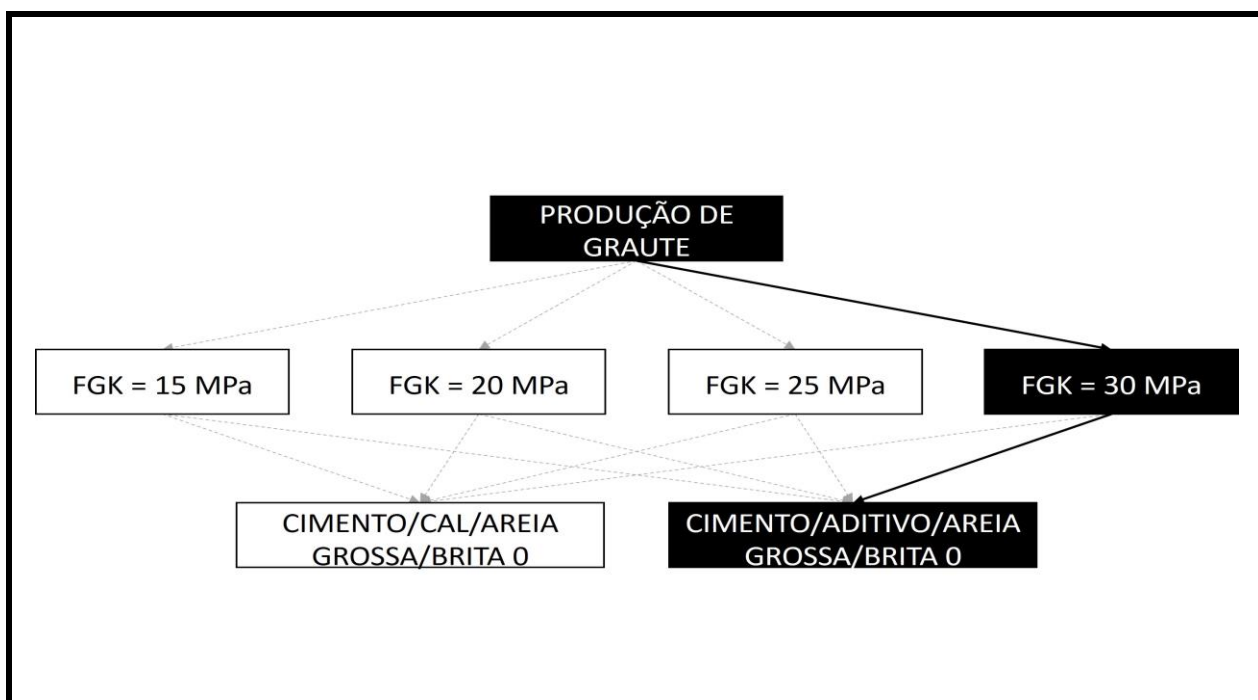 PRODUÇÃO DE
GRAUTE
FGK = 15 MPa
FGK = 20 MPa
FGK = 25 MPa
FGK = 30 MPa
CIMENTO/CAL/AREIA
GROSSA/BRITA 0
CIMENTO/ADITIVO/AREIA
GROSSA/BRITA 0